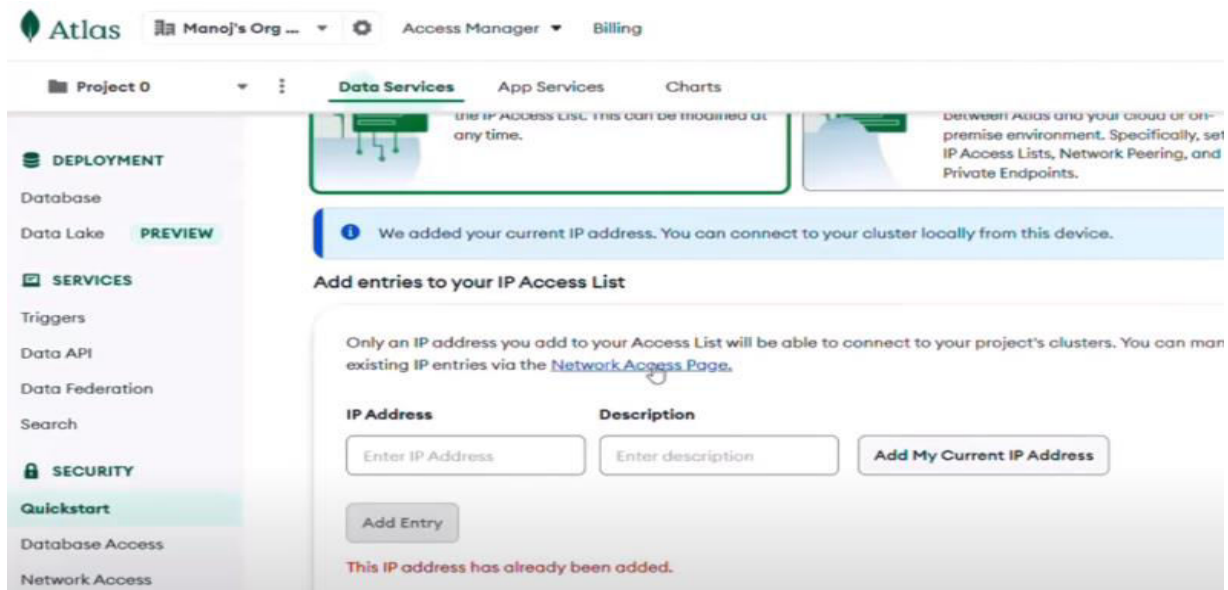 Atlas
Manoj's Org ...
Access Manager
Billing
Project 0
Data Services
App Services
Charts
DEPLOYMENT
Database
Data Lake PREVIEW
SERVICES
Triggers
Data API
Data Federation
Search
SECURITY
Quickstart
Database Access
Network Access
the IP Access List. This can be modified at
any time.
between Atlas and your cloud or on-
premise environment. Specifically, set
IP Access Lists, Network Peering, and
Private Endpoints.
We added your current IP address. You can connect to your cluster locally from this device.
Add entries to your IP Access List
Only an IP address you add to your Access List will be able to connect to your project's clusters. You can man
existing IP entries via the Network Access Page.
IP Address
Description
Enter IP Address
Enter description
Add My Current IP Address
Add Entry
This IP address has already been added.